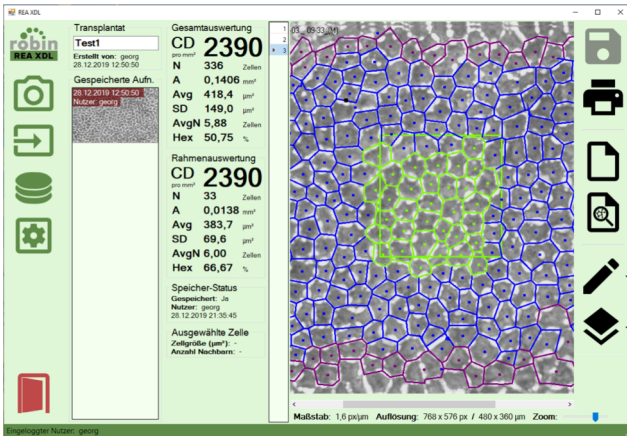 REA XDL
robin
REA XDL
Transplantat
Test1
Erstellt von: georg
28.12.2019 12:50:50
Gespeicherte Aufn.
28.12.2019 12:50:50
Nutzer: georg
Gesamtauswertung
CD pro mm² 2390
N 336 Zellen
A 0,1406 mm²
Avg 418,4 µm²
SD 149,0 µm²
AvgN 5,88 Zellen
Hex 50,75 %
Rahmenauswertung
CD pro mm² 2390
N 33 Zellen
A 0,0138 mm²
Avg 383,7 µm²
SD 69,6 µm²
AvgN 6,00 Zellen
Hex 66,67 %
Speicher-Status
Gespeichert: Ja
Nutzer: georg
28.12.2019 21:35:45
Ausgewählte Zelle
Zellgröße (µm²): -
Anzahl Nachbarn: -
1
2
3
Maßstab: 1,6 px/µm Auflösung: 768 x 576 px / 480 x 360 µm Zoom:
Eingeloggter Nutzer: georg